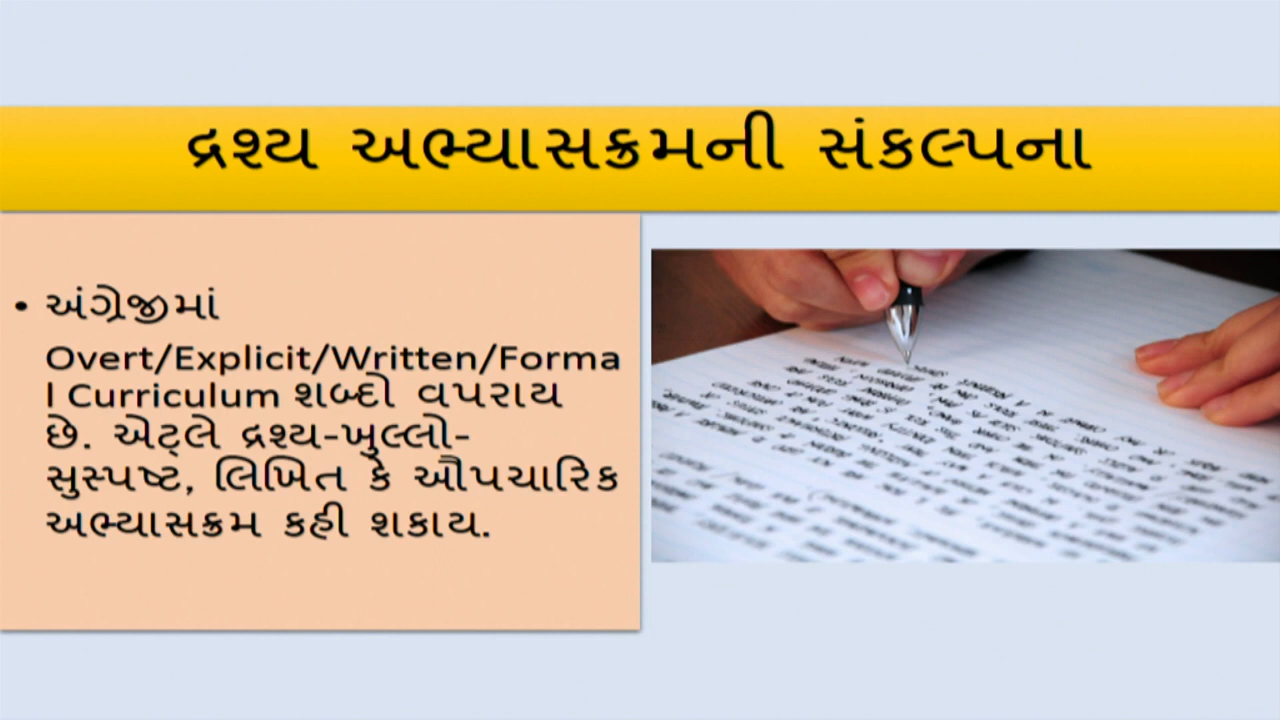 દ્રશ્ય અભ્યાસક્રમની સંકલ્પના
• અંગ્રેજીમાં
Overt/Explicit/Written/Forma
l Curriculum શબ્દો વપરાય
છે. એટ્લે દ્રશ્ય-ખુલ્લો-
સુસ્પષ્ટ, લિખિત કે ઔપચારિક
અભ્યાસક્રમ કહી શકાય.